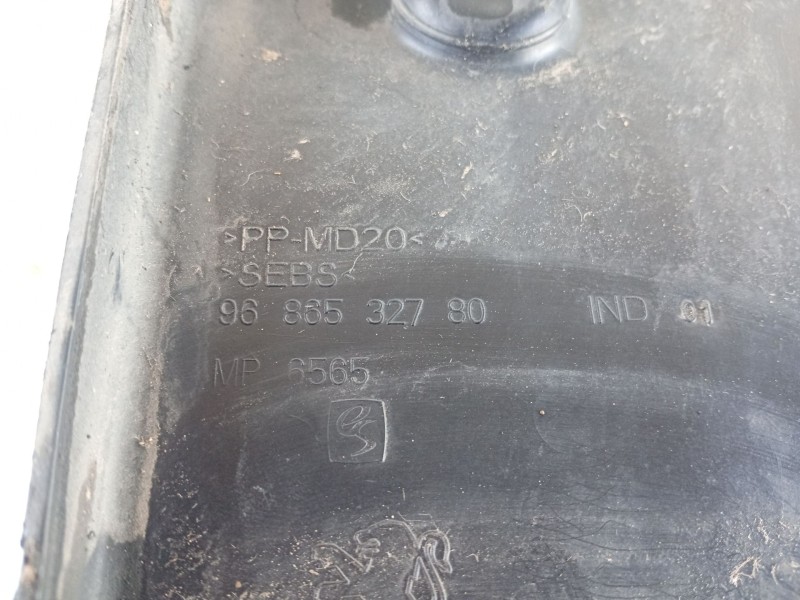 >PP-MD20<
>SEBS<
96 865 327 80 IND 01
MP 6565